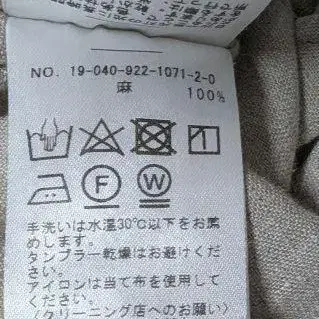 NO. 19-040-922-1071-2-0
麻
100%
F
W
手洗いは水温30℃以下をお薦
めします。
タンブラー乾燥はお避けくだ
さい。
アイロンは当て布を使用して
ください。
〈クリーニング店へのお願い〉